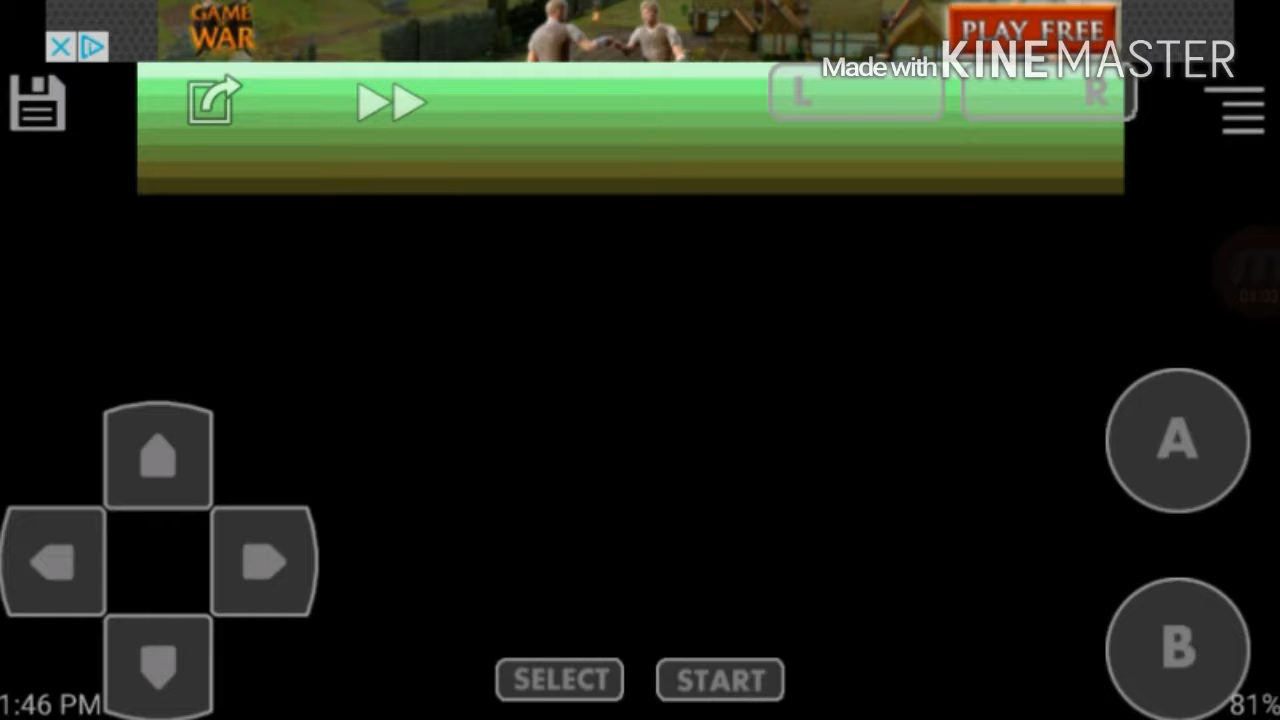 GAME
WAR
PLAY FREE
Made with KINEMASTER
L
R
A
B
SELECT
START
1:46 PM
81%